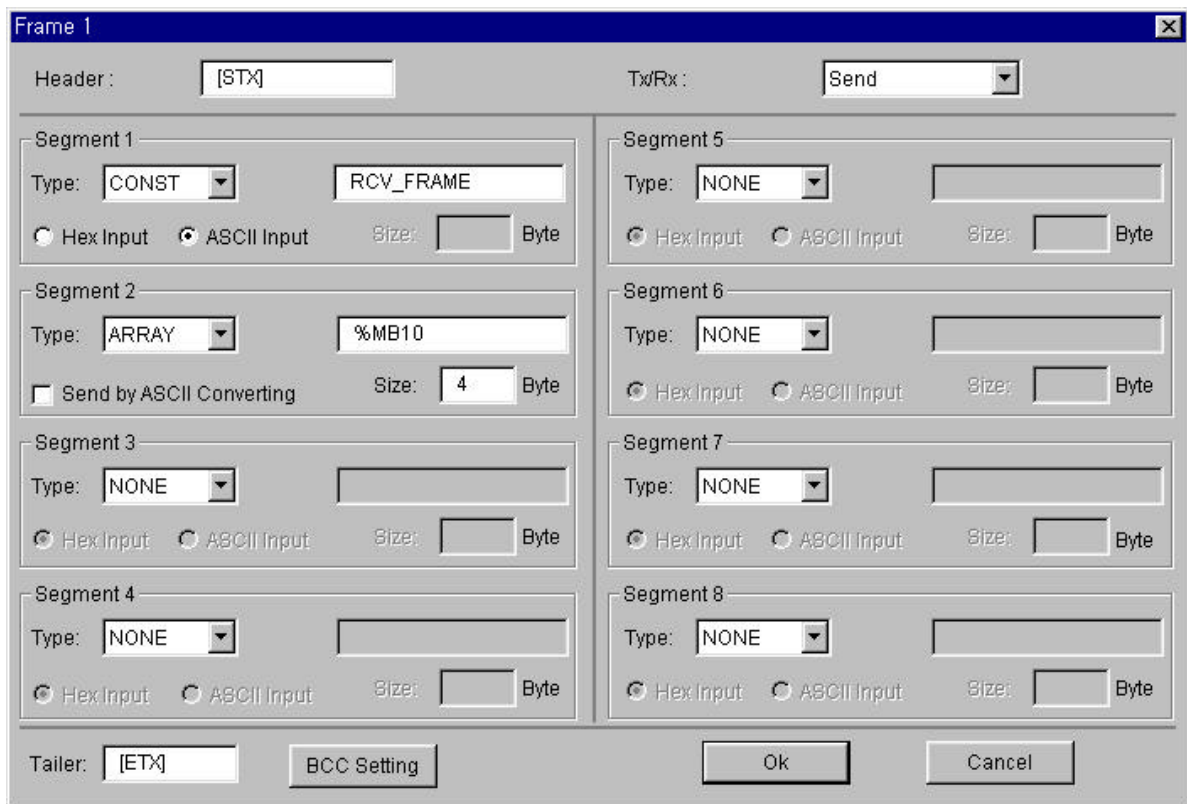 Frame 1
Header : [STX] Tx/Rx : Send
Segment 1
Type: CONST RCV_FRAME
Hex Input ASCII Input Size: Byte
Segment 2
Type: ARRAY %MB10
Send by ASCII Converting Size: 4 Byte
Segment 3
Type: NONE
Hex Input ASCII Input Size: Byte
Segment 4
Type: NONE
Hex Input ASCII Input Size: Byte
Segment 5
Type: NONE
Hex Input ASCII Input Size: Byte
Segment 6
Type: NONE
Hex Input ASCII Input Size: Byte
Segment 7
Type: NONE
Hex Input ASCII Input Size: Byte
Segment 8
Type: NONE
Hex Input ASCII Input Size: Byte
Tailer: [ETX] BCC Setting Ok Cancel